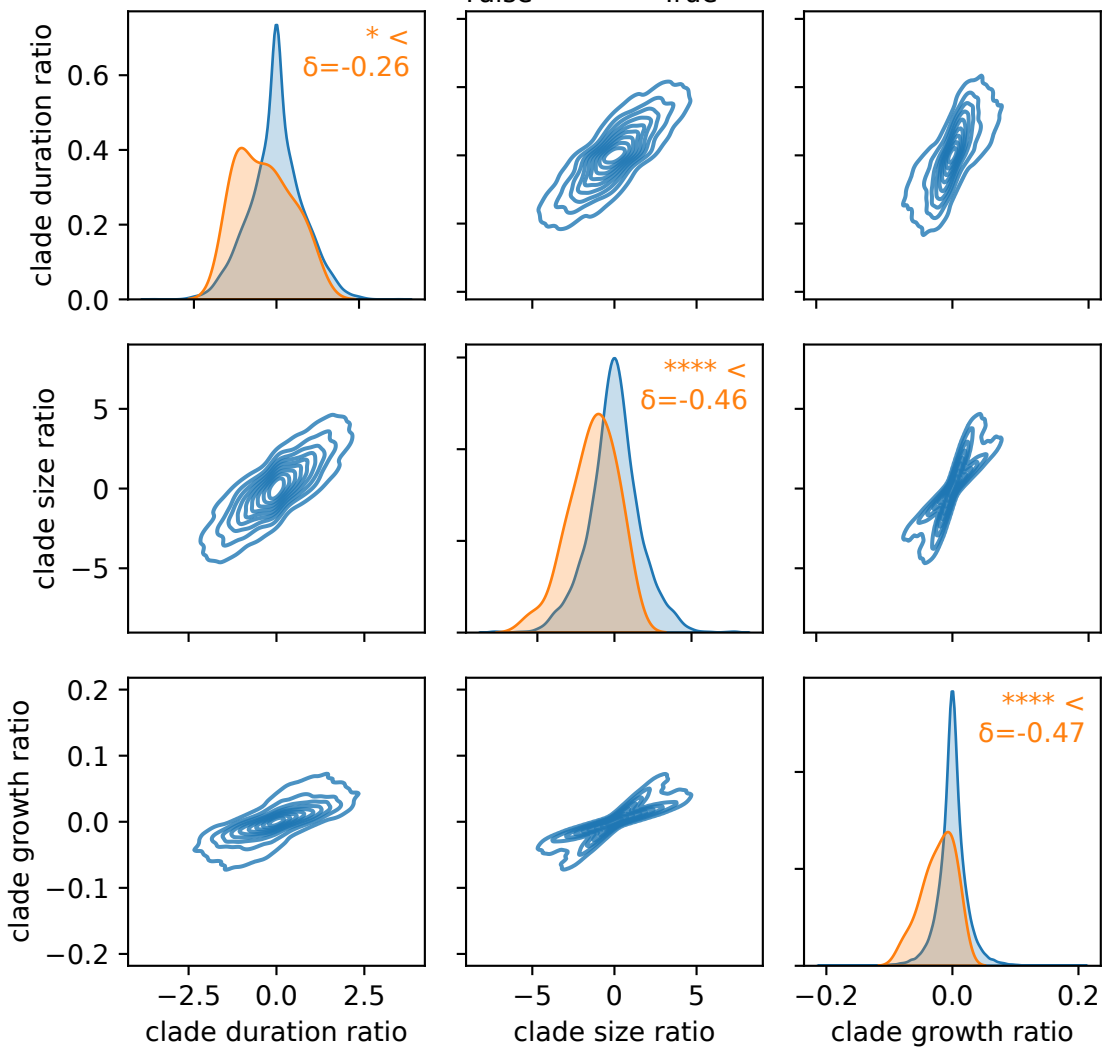 clade duration ratio
0.6
0.4
0.2
0.0
* <
δ=-0.26
clade size ratio
5
0
−5
**** <
δ=-0.46
clade growth ratio
0.2
0.1
0.0
−0.1
−0.2
**** <
δ=-0.47
−2.5 0.0 2.5
−5 0 5
−0.2 0.0 0.2
clade duration ratio
clade size ratio
clade growth ratio